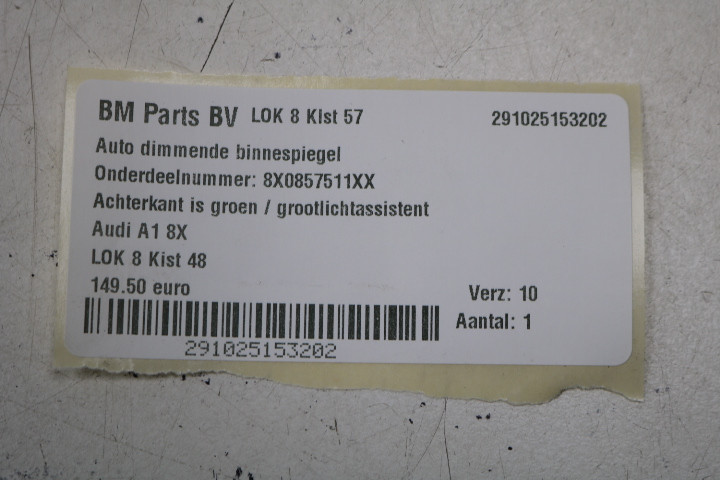 BM Parts BV LOK 8 Kist 57 291025153202
Auto dimmende binnespiegel
Onderdeelnummer: 8X0857511XX
Achterkant is groen / grootlichtassistent
Audi A1 8X
LOK 8 Kist 48
149.50 euro Verz: 10
Aantal: 1
291025153202